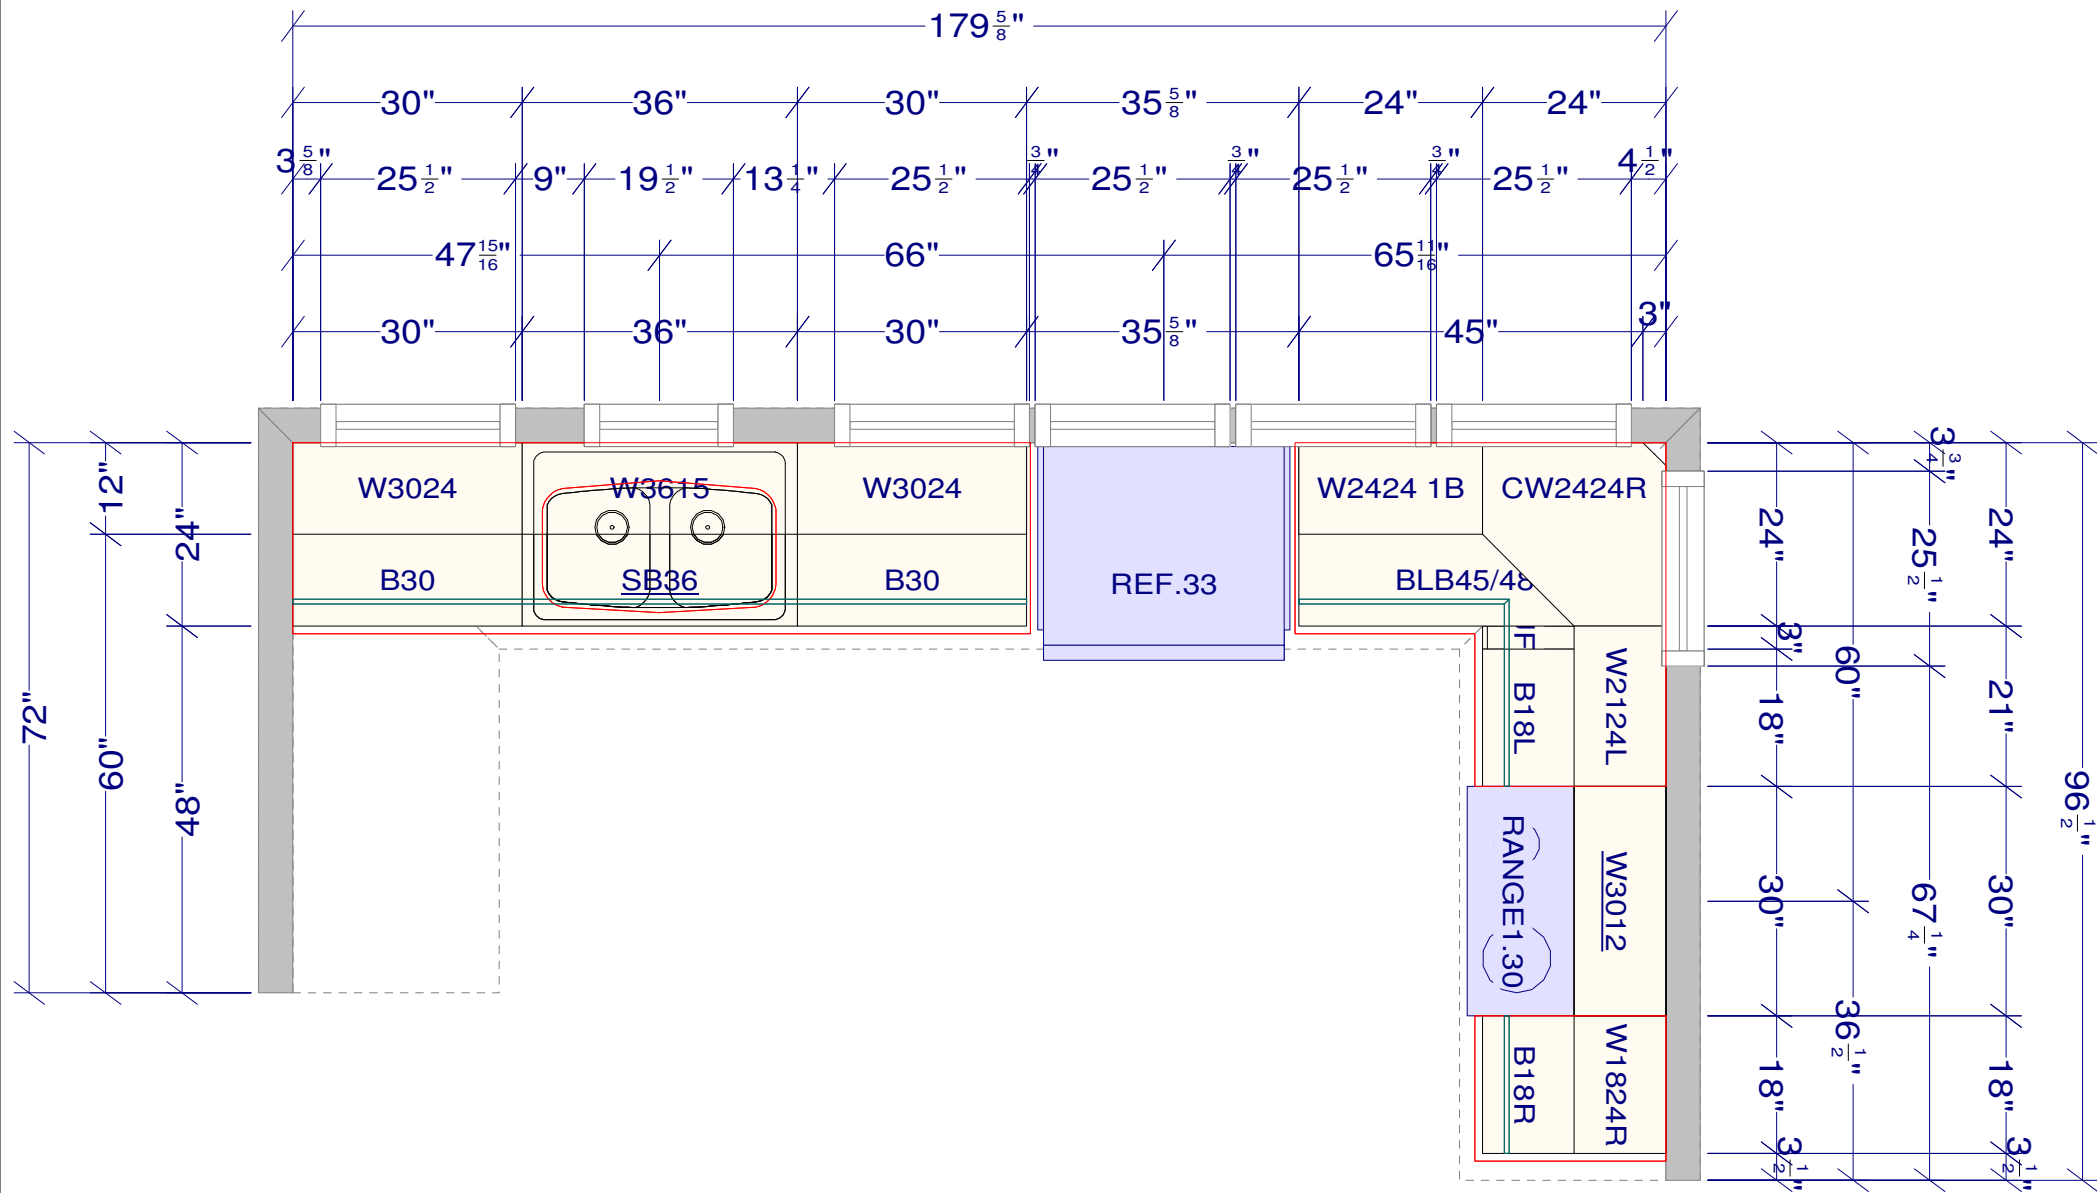 179 5/8"
30" 36" 30" 35 5/8" 24" 24"
3 5/8" 25 1/2" 9" 19 1/2" 13 1/4" 25 1/2" 3/4" 25 1/2" 3/4" 25 1/2" 3/4" 25 1/2" 4 1/2"
47 15/16" 66" 65 11/16"
30" 36" 30" 35 5/8" 45" 3"
W3024 W3615 W3024 W2424 1B CW2424R
B30 SB36 B30 REF.33 BLB45/48
W2124L
B18L
RANGE1.30
W3012
B18R
W1824R
72"
12" 60"
24" 48"
24" 3" 18" 30" 18" 3 1/2"
60" 36 1/2"
3 3/4" 25 1/2" 67 1/4"
24" 21" 30" 18" 3 1/2"
96 1/2"